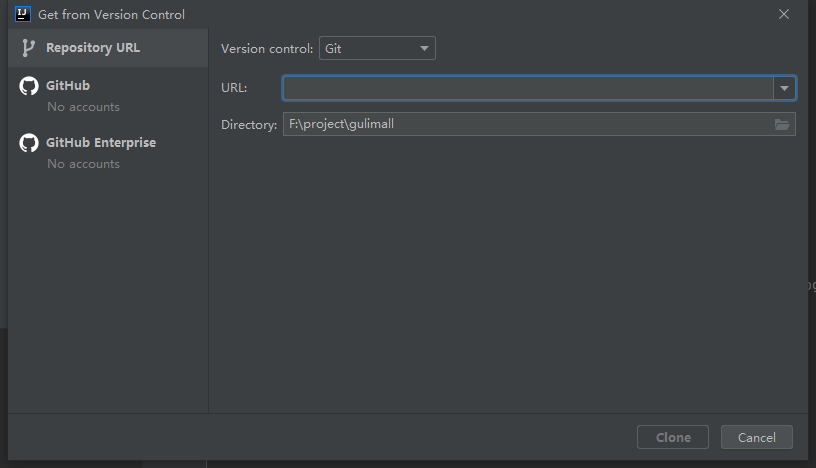 IJ Get from Version Control
Repository URL
GitHub
No accounts
GitHub Enterprise
No accounts
Version control: Git
URL:
Directory: F:\project\gulimall
Clone Cancel